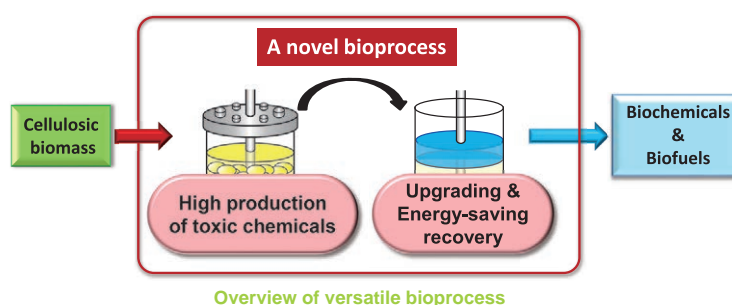 A novel bioprocess
Cellulosic
biomass
High production
of toxic chemicals
Upgrading &
Energy-saving
recovery
Biochemicals
&
Biofuels
Overview of versatile bioprocess